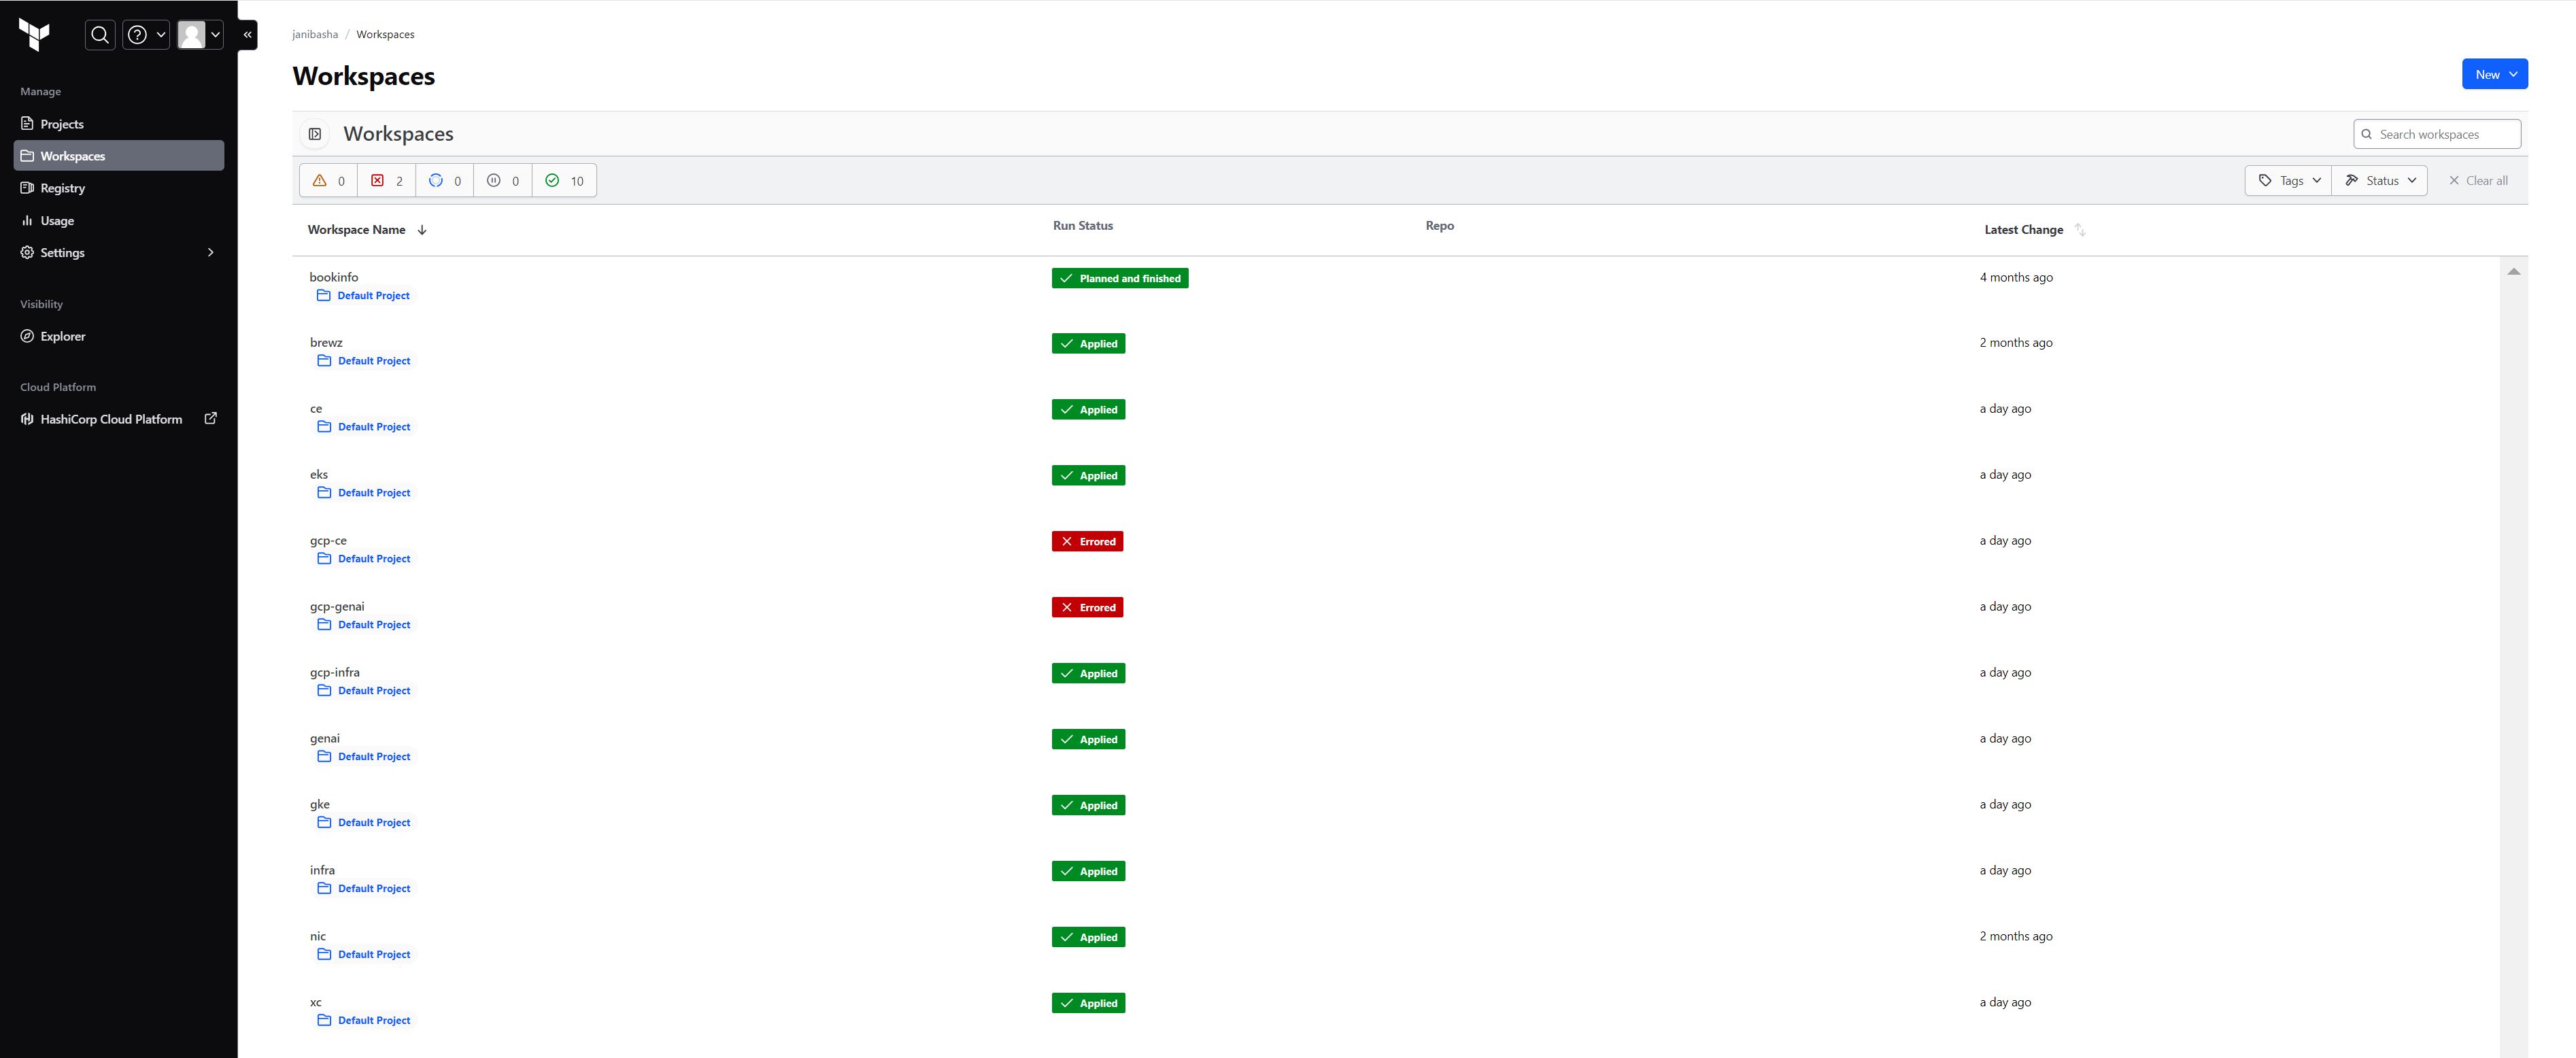 janibasha / Workspaces
Workspaces
New
Manage
Projects
Workspaces
Registry
Usage
Settings
Visibility
Explorer
Cloud Platform
HashiCorp Cloud Platform
Workspaces
Search workspaces
0 2 0 0 10
Tags Status Clear all
Workspace Name Run Status Repo Latest Change
bookinfo Planned and finished 4 months ago
Default Project
brewz Applied 2 months ago
Default Project
ce Applied a day ago
Default Project
eks Applied a day ago
Default Project
gcp-ce Errored a day ago
Default Project
gcp-genai Errored a day ago
Default Project
gcp-infra Applied a day ago
Default Project
genai Applied a day ago
Default Project
gke Applied a day ago
Default Project
infra Applied a day ago
Default Project
nic Applied 2 months ago
Default Project
xc Applied a day ago
Default Project